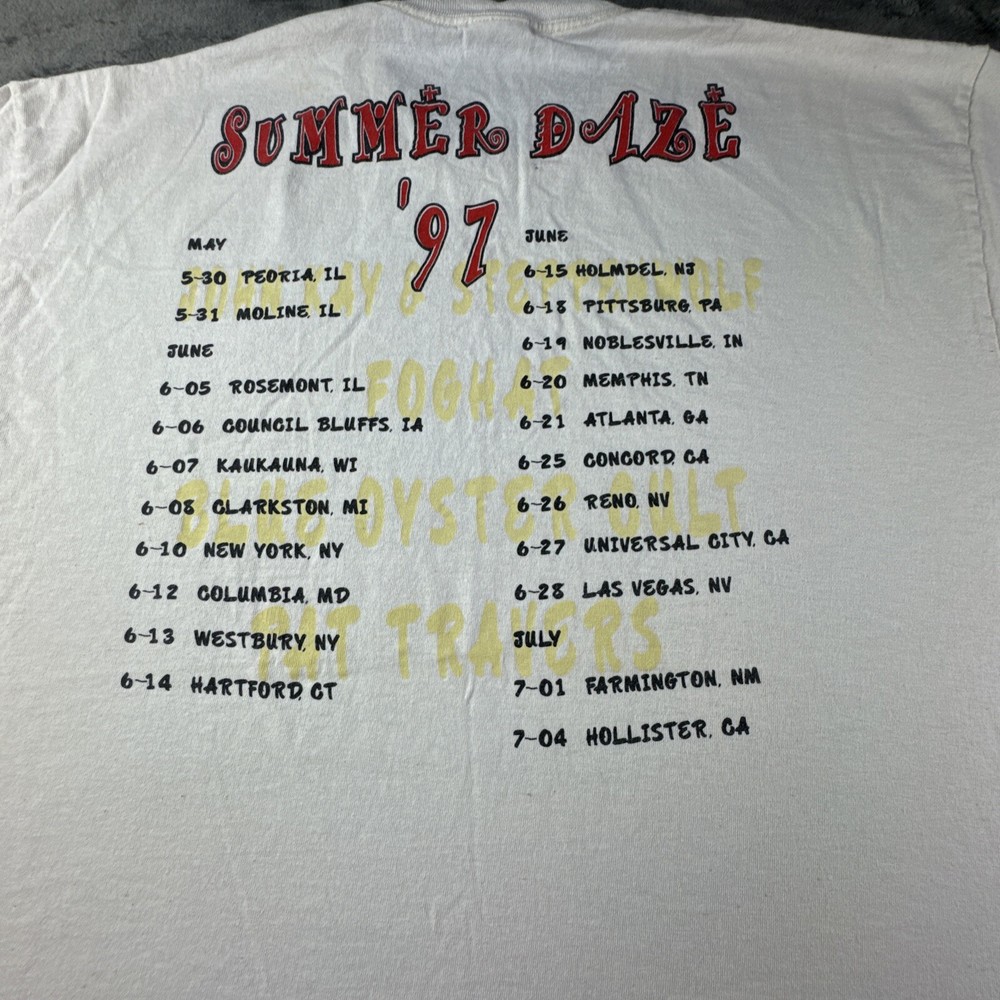 SUMMER DAZE
'97
MAY
5-30 PEORIA, IL
5-31 MOLINE, IL
JUNE
6-05 ROSEMONT, IL
6-06 COUNCIL BLUFFS, IA
6-07 KAUKAUNA, WI
6-08 CLARKSTON, MI
6-10 NEW YORK, NY
6-12 COLUMBIA, MD
6-13 WESTBURY, NY
6-14 HARTFORD, CT
JUNE
6-15 HOLMDEL, NJ
6-18 PITTSBURG, PA
6-19 NOBLESVILLE, IN
6-20 MEMPHIS, TN
6-21 ATLANTA, GA
6-25 CONCORD, CA
6-26 RENO, NV
6-27 UNIVERSAL CITY, CA
6-28 LAS VEGAS, NV
JULY
7-01 FARMINGTON, NM
7-04 HOLLISTER, CA
JOHN KAY & STEPPENWOLF
FOGHAT
BLUE OYSTER CULT
PAT TRAVERS